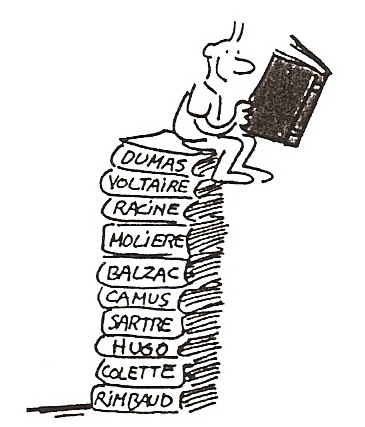 DUMAS
VOLTAIRE
RACINE
MOLIERE
BALZAC
CAMUS
SARTRE
HUGO
COLETTE
RIMBAUD